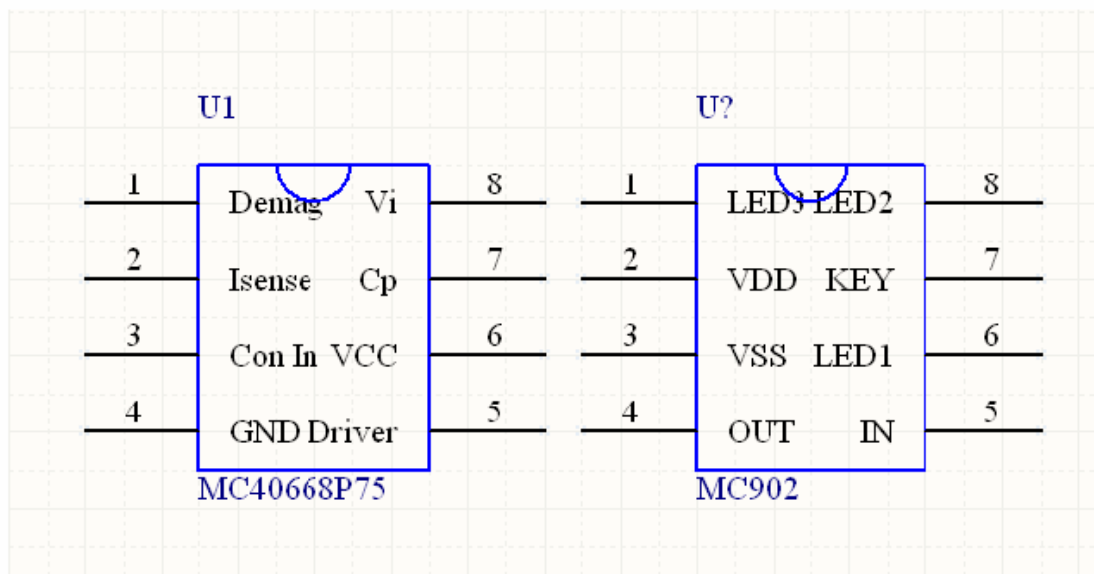 U1 U?
1 Demag Vi 8 1 LED3 LED2 8
2 Isense Cp 7 2 VDD KEY 7
3 Con In VCC 6 3 VSS LED1 6
4 GND Driver 5 4 OUT IN 5
MC40668P75 MC902